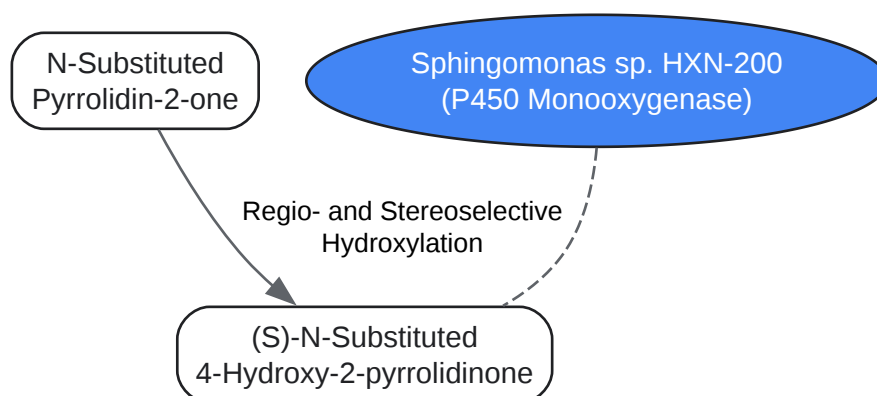 N-Substituted
Pyrrolidin-2-one
Sphingomonas sp. HXN-200
(P450 Monooxygenase)
Regio- and Stereoselective
Hydroxylation
(S)-N-Substituted
4-Hydroxy-2-pyrrolidinone